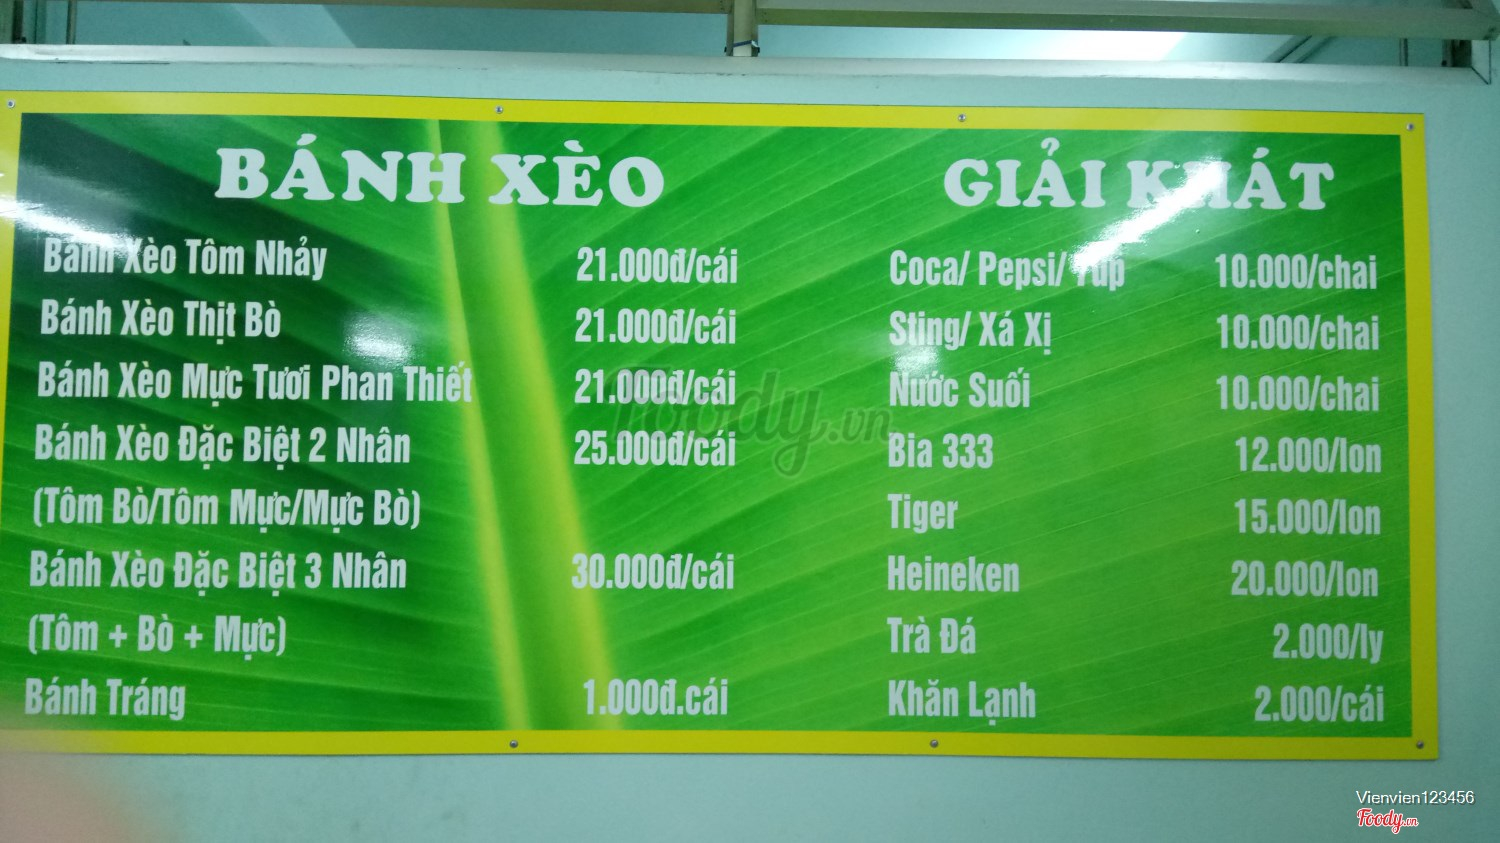 BÁNH XÈO
Bánh Xèo Tôm Nhảy 21.000đ/cái
Bánh Xèo Thịt Bò 21.000đ/cái
Bánh Xèo Mực Tươi Phan Thiết 21.000đ/cái
Bánh Xèo Đặc Biệt 2 Nhân 25.000đ/cái
(Tôm Bò/Tôm Mực/Mực Bò)
Bánh Xèo Đặc Biệt 3 Nhân 30.000đ/cái
(Tôm + Bò + Mực)
Bánh Tráng 1.000đ.cái
GIẢI KHÁT
Coca/ Pepsi/ 7up 10.000/chai
Sting/ Xá Xị 10.000/chai
Nước Suối 10.000/chai
Bia 333 12.000/lon
Tiger 15.000/lon
Heineken 20.000/lon
Trà Đá 2.000/ly
Khăn Lạnh 2.000/cái
Foody.vn
Vienvien123456
Foody.vn